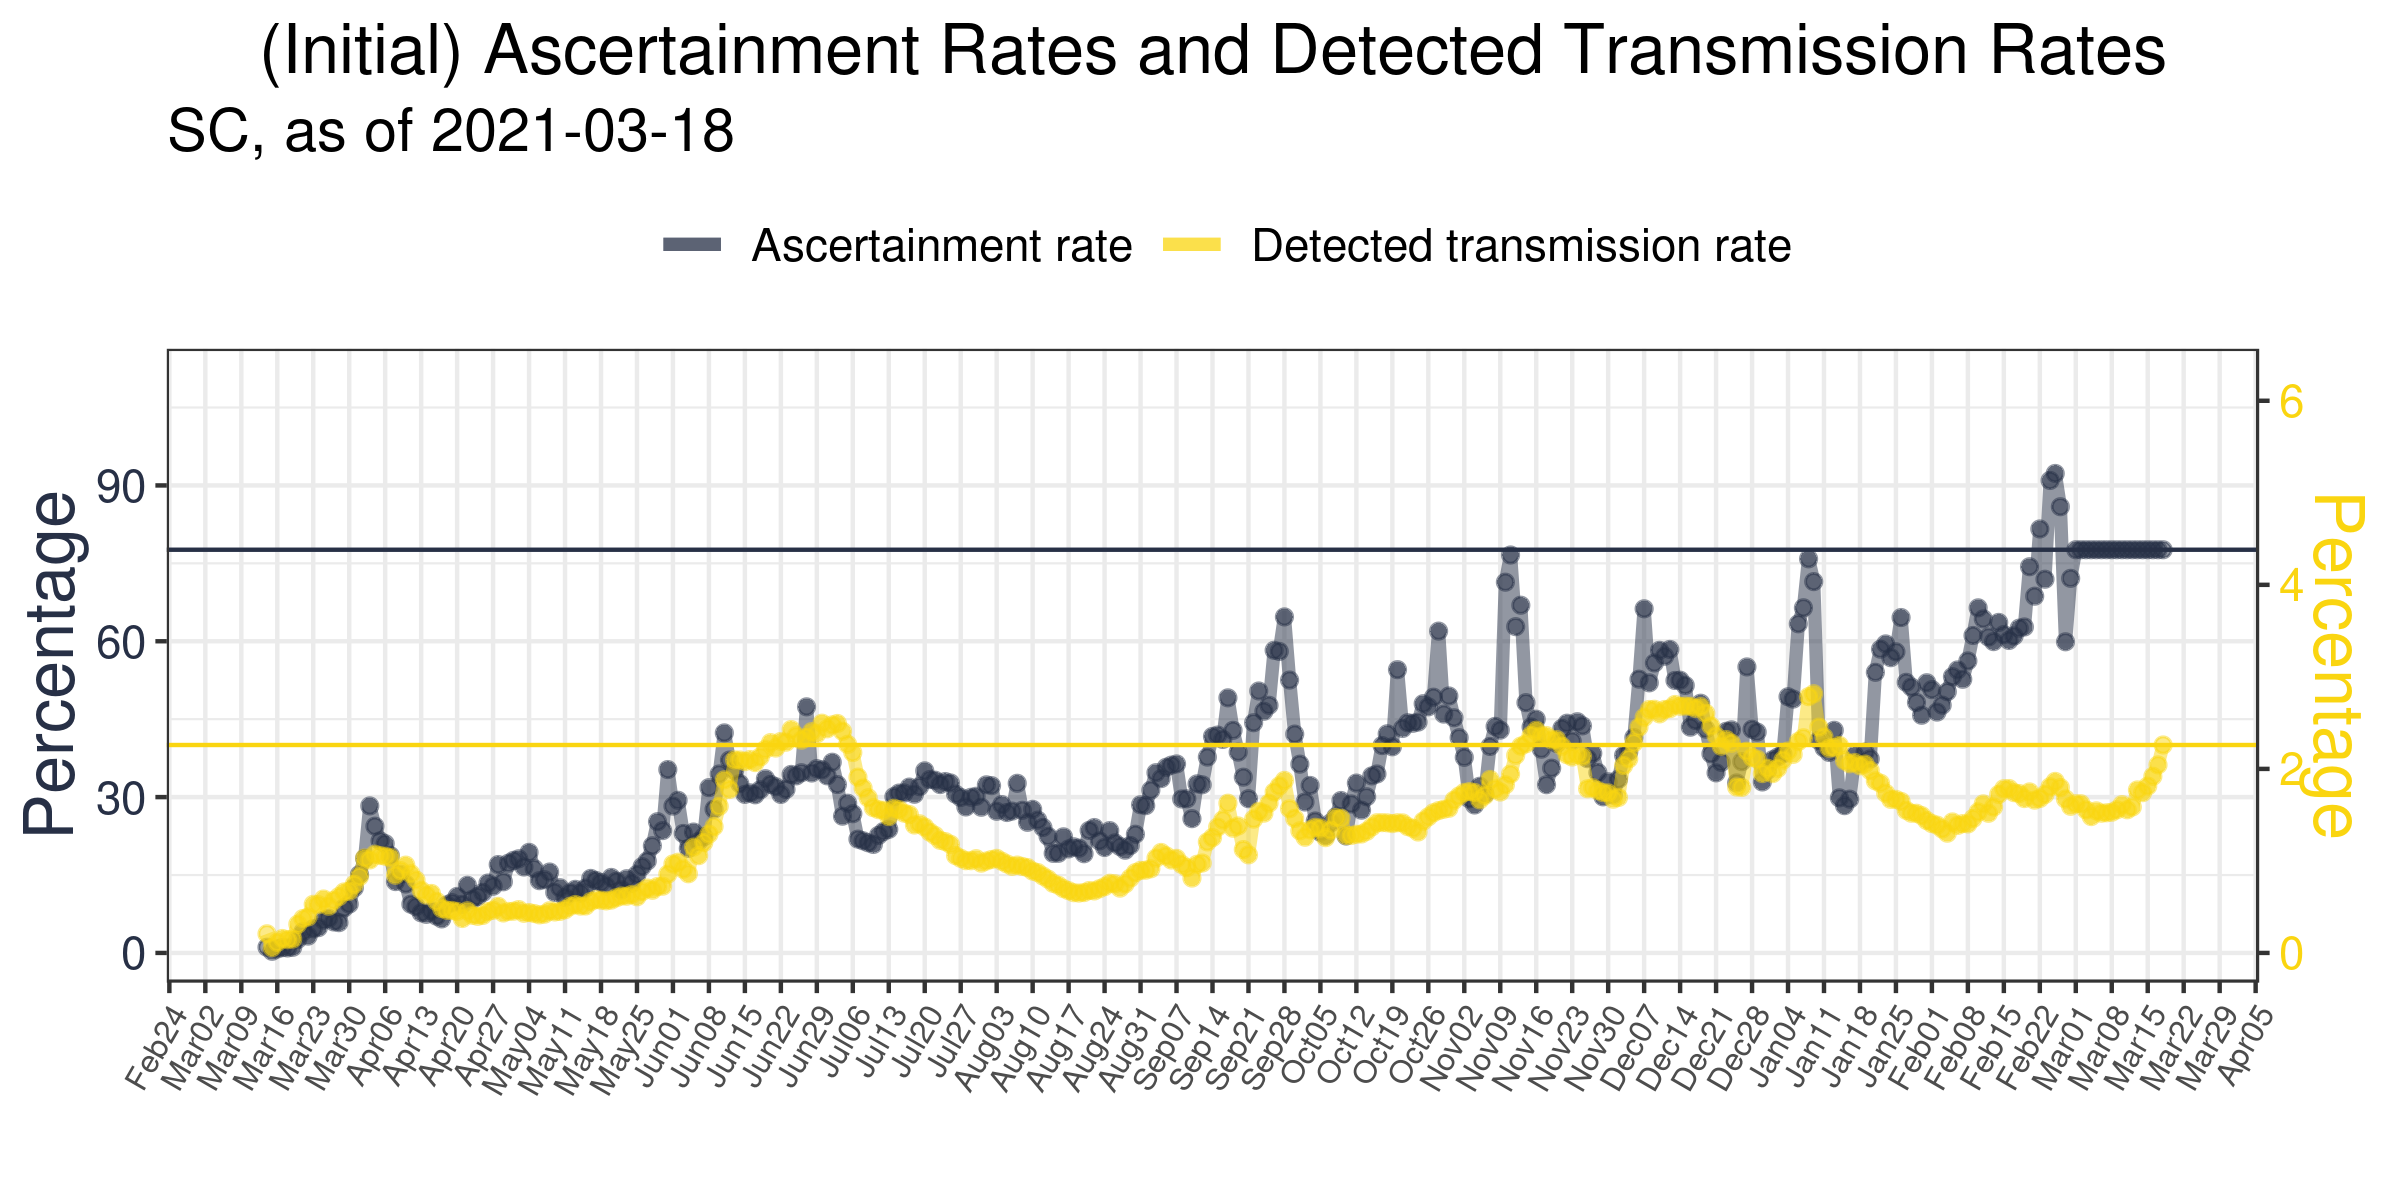 (Initial) Ascertainment Rates and Detected Transmission Rates
SC, as of 2021-03-18
Ascertainment rate Detected transmission rate
Percentage
90
60
30
0
6
4
2
0
Percentage
Feb24 Mar02 Mar09 Mar16 Mar23 Mar30 Apr06 Apr13 Apr20 Apr27 May04 May11 May18 May25 Jun01 Jun08 Jun15 Jun22 Jun29 Jul06 Jul13 Jul20 Jul27 Aug03 Aug10 Aug17 Aug24 Aug31 Sep07 Sep14 Sep21 Sep28 Oct05 Oct12 Oct19 Oct26 Nov02 Nov09 Nov16 Nov23 Nov30 Dec07 Dec14 Dec21 Dec28 Jan04 Jan11 Jan18 Jan25 Feb01 Feb08 Feb15 Feb22 Mar01 Mar08 Mar15 Mar22 Mar29 Apr05